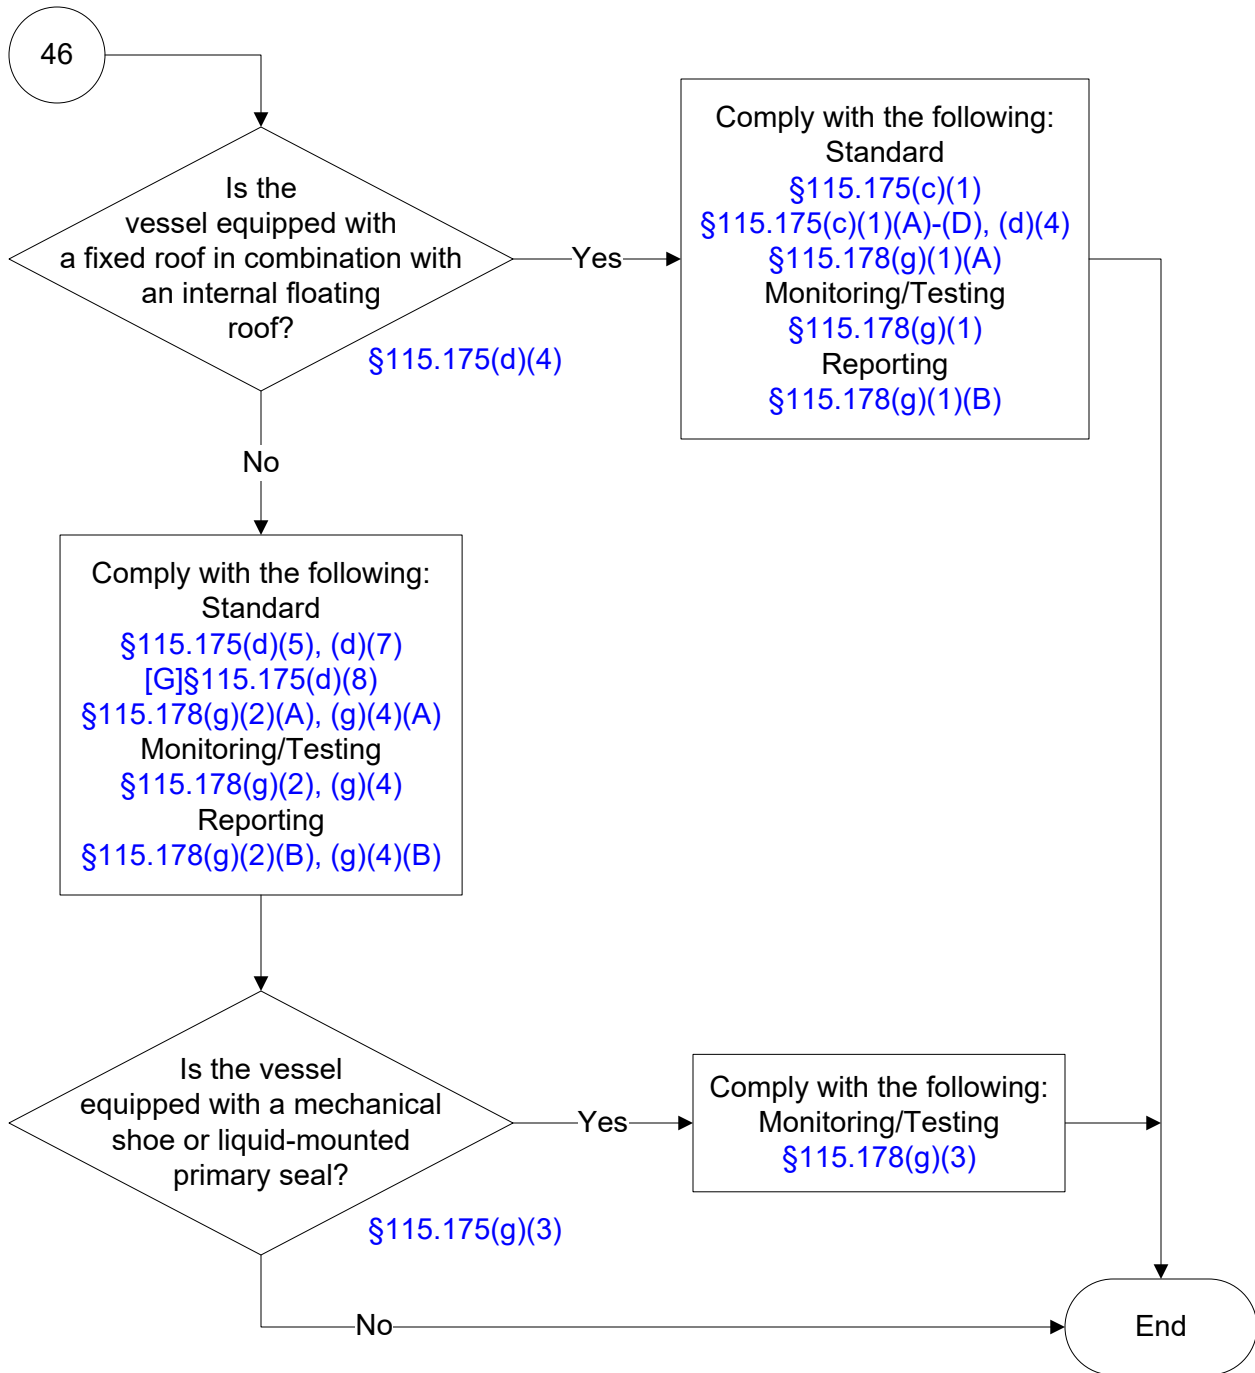 46
Is the
vessel equipped with
a fixed roof in combination with
an internal floating
roof?
§115.175(d)(4)
Yes
Comply with the following:
Standard
§115.175(c)(1)
§115.175(c)(1)(A)-(D), (d)(4)
§115.178(g)(1)(A)
Monitoring/Testing
§115.178(g)(1)
Reporting
§115.178(g)(1)(B)
No
Comply with the following:
Standard
§115.175(d)(5), (d)(7)
[G]§115.175(d)(8)
§115.178(g)(2)(A), (g)(4)(A)
Monitoring/Testing
§115.178(g)(2), (g)(4)
Reporting
§115.178(g)(2)(B), (g)(4)(B)
Is the vessel
equipped with a mechanical
shoe or liquid-mounted
primary seal?
§115.175(g)(3)
Yes
Comply with the following:
Monitoring/Testing
§115.178(g)(3)
No
End